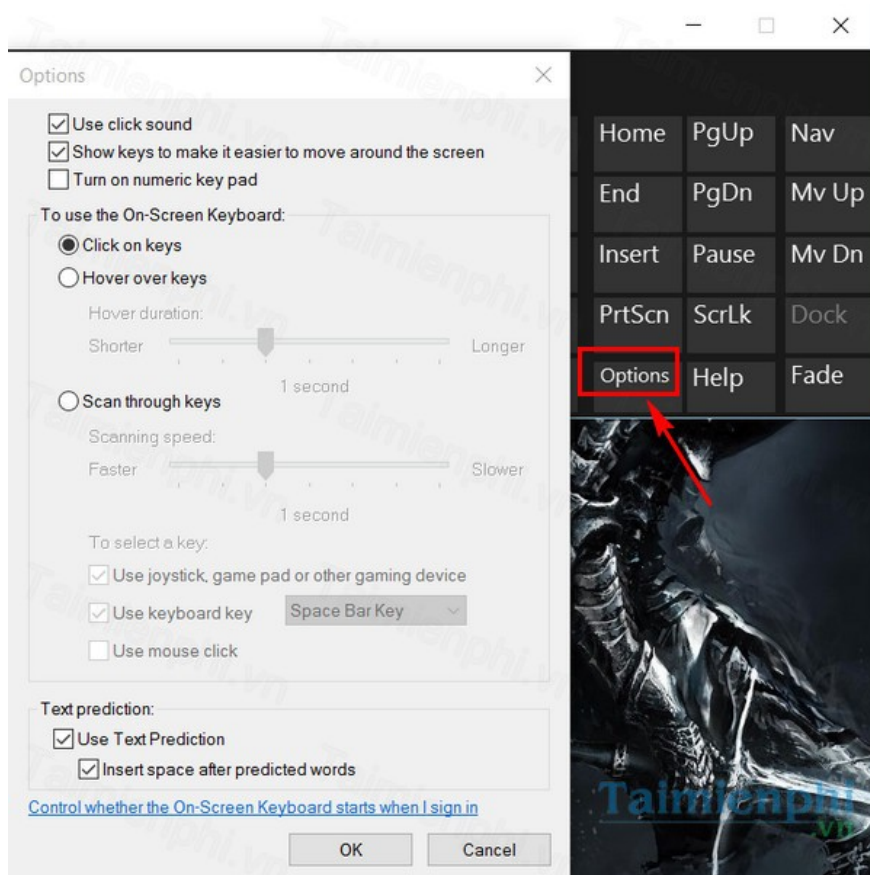 Options
Use click sound
Show keys to make it easier to move around the screen
Turn on numeric key pad
To use the On-Screen Keyboard:
Click on keys
Hover over keys
Hover duration:
Shorter Longer
1 second
Scan through keys
Scanning speed:
Faster Slower
1 second
To select a key:
Use joystick, game pad or other gaming device
Use keyboard key Space Bar Key
Use mouse click
Text prediction:
Use Text Prediction
Insert space after predicted words
Control whether the On-Screen Keyboard starts when I sign in
OK Cancel
Home PgUp Nav
End PgDn Mv Up
Insert Pause Mv Dn
PrtScn ScrLk Dock
Options Help Fade
Taimienphi
.vn